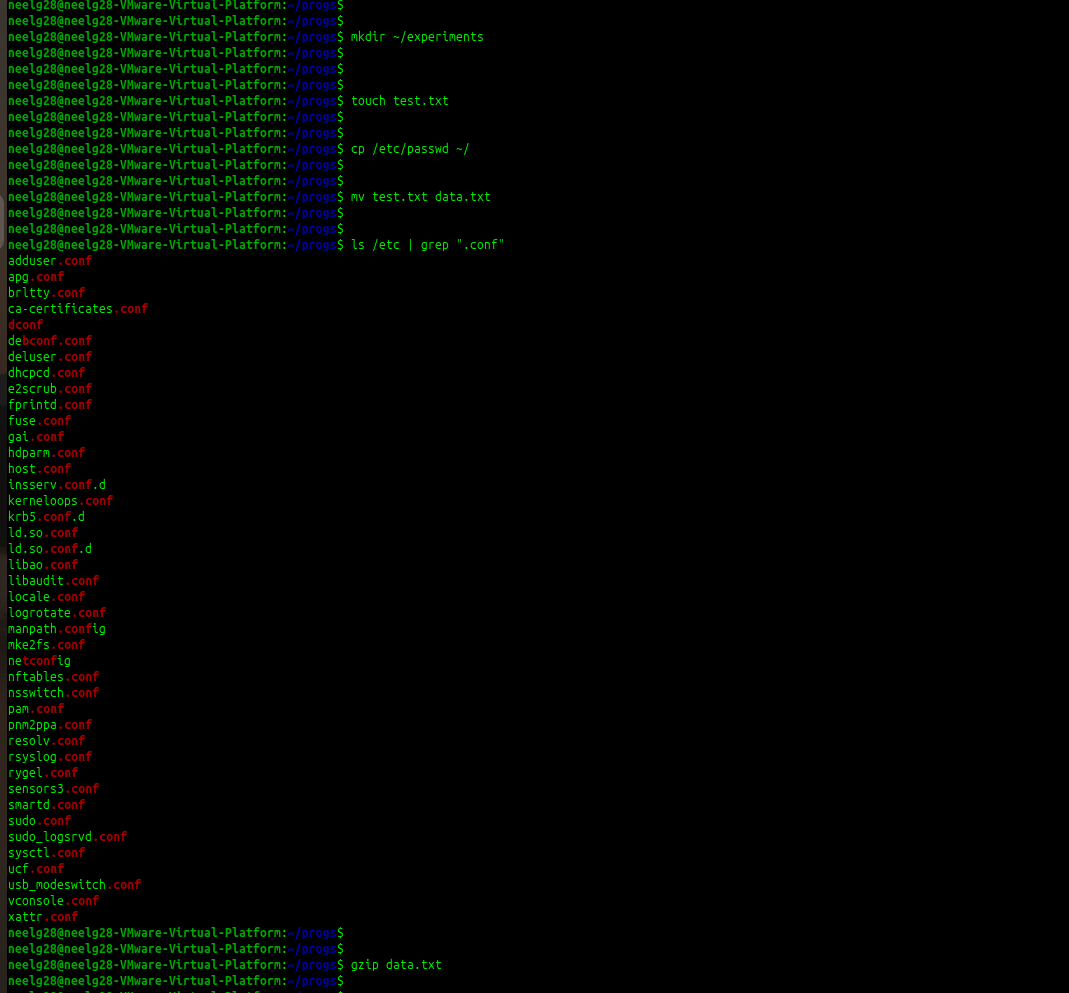 neelg28@neelg28-VMware-Virtual-Platform:~/progs$
neelg28@neelg28-VMware-Virtual-Platform:~/progs$
neelg28@neelg28-VMware-Virtual-Platform:~/progs$ mkdir ~/experiments
neelg28@neelg28-VMware-Virtual-Platform:~/progs$
neelg28@neelg28-VMware-Virtual-Platform:~/progs$
neelg28@neelg28-VMware-Virtual-Platform:~/progs$
neelg28@neelg28-VMware-Virtual-Platform:~/progs$ touch test.txt
neelg28@neelg28-VMware-Virtual-Platform:~/progs$
neelg28@neelg28-VMware-Virtual-Platform:~/progs$
neelg28@neelg28-VMware-Virtual-Platform:~/progs$ cp /etc/passwd ~/
neelg28@neelg28-VMware-Virtual-Platform:~/progs$
neelg28@neelg28-VMware-Virtual-Platform:~/progs$
neelg28@neelg28-VMware-Virtual-Platform:~/progs$ mv test.txt data.txt
neelg28@neelg28-VMware-Virtual-Platform:~/progs$
neelg28@neelg28-VMware-Virtual-Platform:~/progs$
neelg28@neelg28-VMware-Virtual-Platform:~/progs$ ls /etc | grep ".conf"
adduser.conf
apg.conf
brltty.conf
ca-certificates.conf
dconf
debconf.conf
deluser.conf
dhcpcd.conf
e2scrub.conf
fprintd.conf
fuse.conf
gai.conf
hdparm.conf
host.conf
insserv.conf.d
kerneloops.conf
krb5.conf.d
ld.so.conf
ld.so.conf.d
libao.conf
libaudit.conf
locale.conf
logrotate.conf
manpath.config
mke2fs.conf
netconfig
nftables.conf
nsswitch.conf
pam.conf
pnm2ppa.conf
resolv.conf
rsyslog.conf
rygel.conf
sensors3.conf
smartd.conf
sudo.conf
sudo_logsrvd.conf
sysctl.conf
ucf.conf
usb_modeswitch.conf
vconsole.conf
xattr.conf
neelg28@neelg28-VMware-Virtual-Platform:~/progs$
neelg28@neelg28-VMware-Virtual-Platform:~/progs$
neelg28@neelg28-VMware-Virtual-Platform:~/progs$ gzip data.txt
neelg28@neelg28-VMware-Virtual-Platform:~/progs$